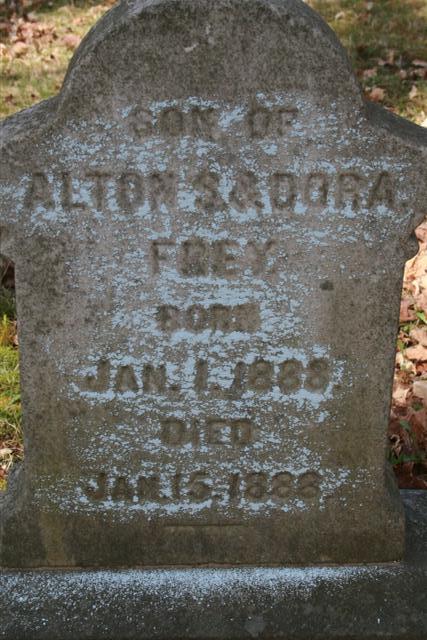 SON OF
ALTON S. & DORA.
FREY.
BORN
JAN. 1. 1888.
DIED
JAN. 15. 1888.